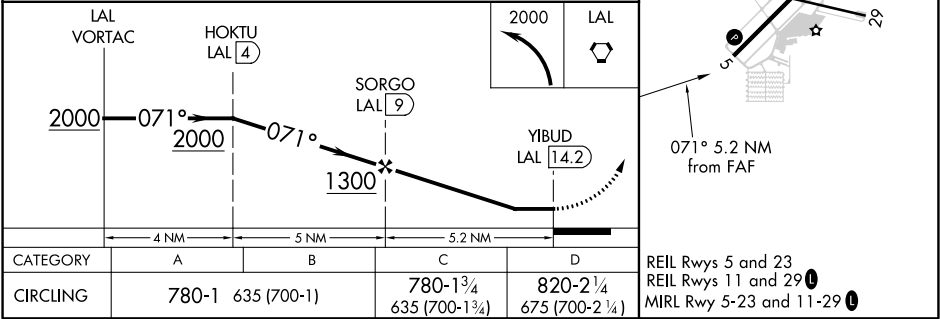 LAL
VORTAC
HOKTU
LAL 4
2000
LAL
SORGO
LAL 9
YIBUD
LAL 14.2
2000
071°
2000
071°
1300
4 NM
5 NM
5.2 NM
CATEGORY A B C D
CIRCLING 780-1 635 (700-1) 780-1¾ 820-2¼
635 (700-1¾) 675 (700-2¼)
P
5
29
071° 5.2 NM
from FAF
REIL Rwys 5 and 23
REIL Rwys 11 and 29 L
MIRL Rwy 5-23 and 11-29 L